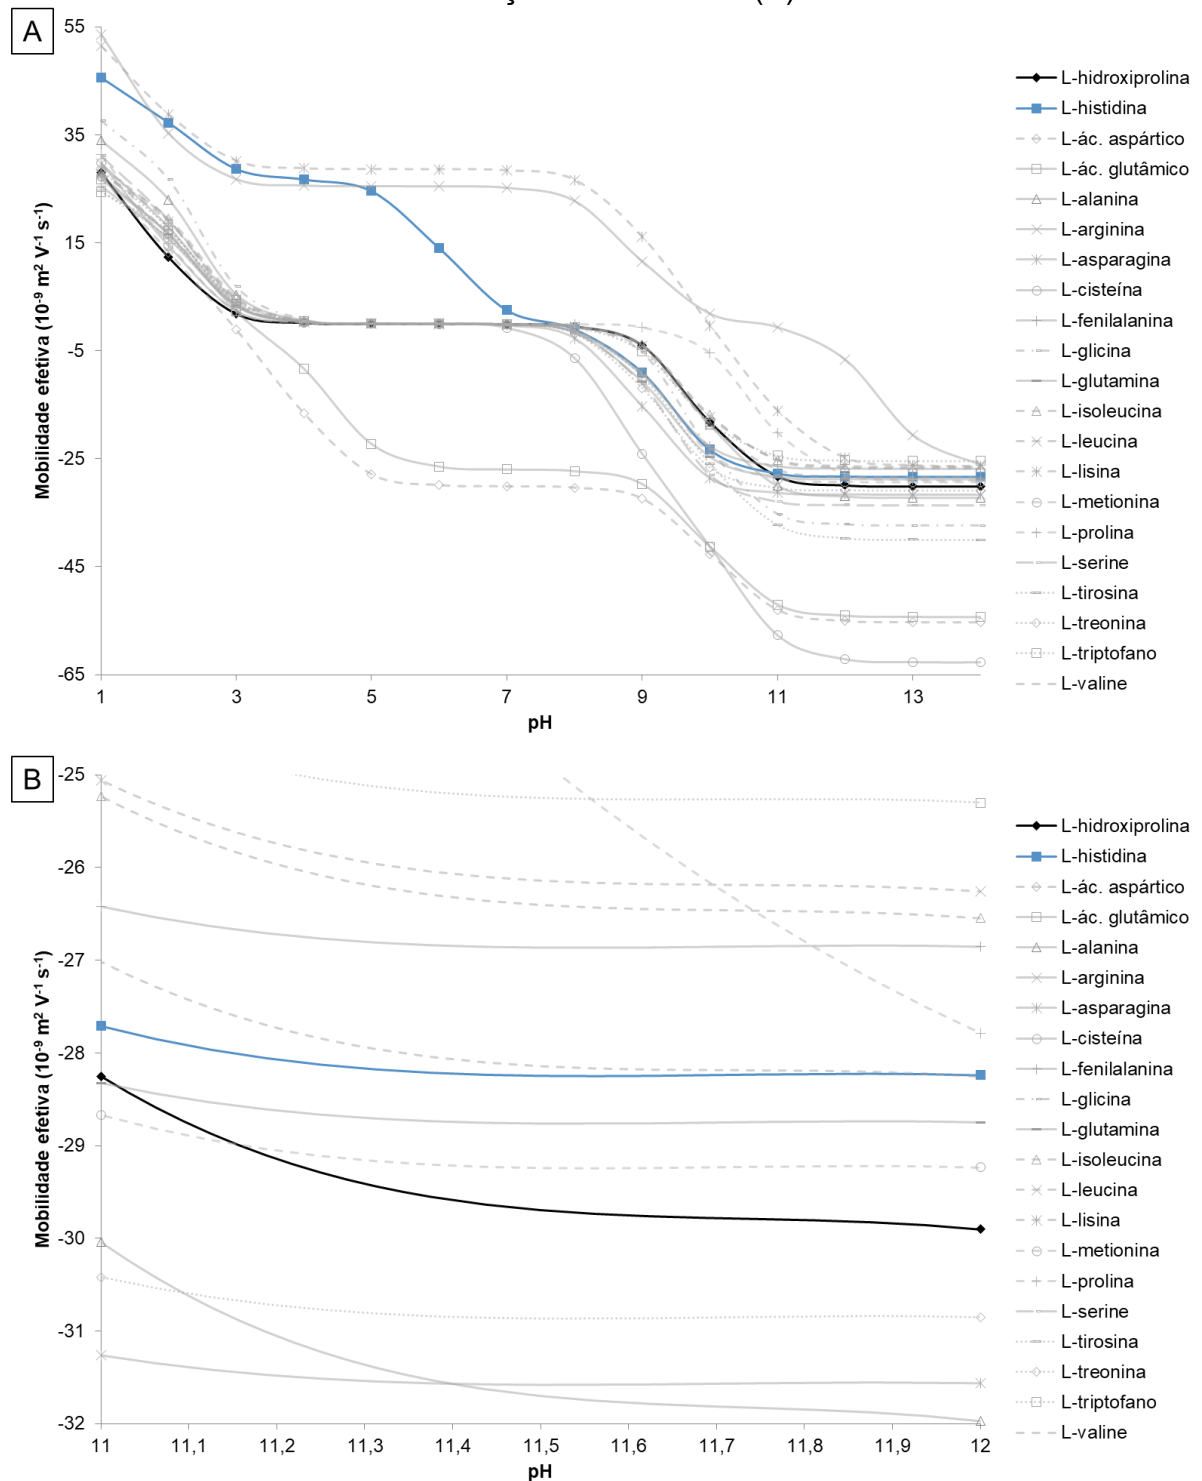 A
Mobilidade efetiva (10⁻⁹ m² V⁻¹ s⁻¹)
55
35
15
-5
-25
-45
-65
1 3 5 7 9 11 13
pH
L-hidroxiprolina
L-histidina
L-ác. aspártico
L-ác. glutâmico
L-alanina
L-arginina
L-asparagina
L-cisteína
L-fenilalanina
L-glicina
L-glutamina
L-isoleucina
L-leucina
L-lisina
L-metionina
L-prolina
L-serine
L-tirosina
L-treonina
L-triptofano
L-valine
B
Mobilidade efetiva (10⁻⁹ m² V⁻¹ s⁻¹)
-25
-26
-27
-28
-29
-30
-31
-32
11 11,1 11,2 11,3 11,4 11,5 11,6 11,7 11,8 11,9 12
pH
L-hidroxiprolina
L-histidina
L-ác. aspártico
L-ác. glutâmico
L-alanina
L-arginina
L-asparagina
L-cisteína
L-fenilalanina
L-glicina
L-glutamina
L-isoleucina
L-leucina
L-lisina
L-metionina
L-prolina
L-serine
L-tirosina
L-treonina
L-triptofano
L-valine